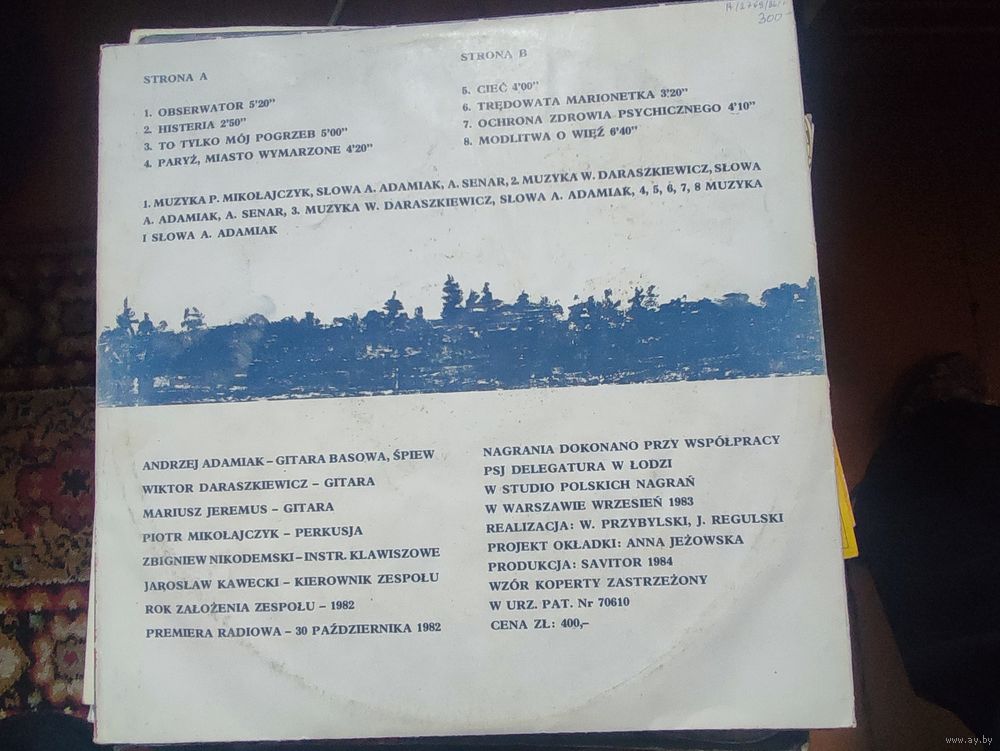 STRONA A
1. OBSERWATOR 5'20"
2. HISTERIA 2'50"
3. TO TYLKO MÓJ POGRZEB 5'00"
4. PARYŻ, MIASTO WYMARZONE 4'20"
STRONA B
5. CIEĆ 4'00"
6. TRĘDOWATA MARIONETKA 3'20"
7. OCHRONA ZDROWIA PSYCHICZNEGO 4'10"
8. MODLITWA O WIĘŹ 6'40"
1. MUZYKA P. MIKOŁAJCZYK, SŁOWA A. ADAMIAK, A. SENAR, 2. MUZYKA W. DARASZKIEWICZ, SŁOWA
A. ADAMIAK, A. SENAR, 3. MUZYKA W. DARASZKIEWICZ, SŁOWA A. ADAMIAK, 4, 5, 6, 7, 8 MUZYKA
I SŁOWA A. ADAMIAK
ANDRZEJ ADAMIAK – GITARA BASOWA, ŚPIEW
WIKTOR DARASZKIEWICZ – GITARA
MARIUSZ JEREMUS – GITARA
PIOTR MIKOŁAJCZYK – PERKUSJA
ZBIGNIEW NIKODEMSKI – INSTR. KLAWISZOWE
JAROSŁAW KAWECKI – KIEROWNIK ZESPOŁU
ROK ZAŁOŻENIA ZESPOŁU – 1982
PREMIERA RADIOWA – 30 PAŹDZIERNIKA 1982
NAGRANIA DOKONANO PRZY WSPÓŁPRACY
PSJ DELEGATURA W ŁODZI
W STUDIO POLSKICH NAGRAŃ
W WARSZAWIE WRZESIEŃ 1983
REALIZACJA: W. PRZYBYLSKI, J. REGULSKI
PROJEKT OKŁADKI: ANNA JEŻOWSKA
PRODUKCJA: SAVITOR 1984
WZÓR KOPERTY ZASTRZEŻONY
W URZ. PAT. Nr 70610
CENA ZŁ: 400,–
300
www.ay.by